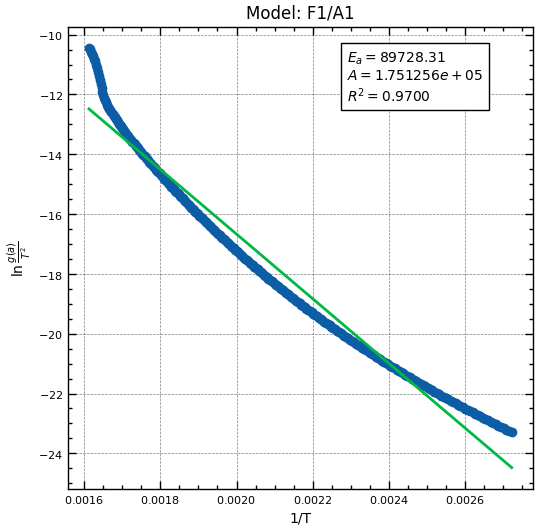 Model: F1/A1
E_a = 89728.31
A = 1.751256e + 05
R^2 = 0.9700
−10
−12
−14
−16
−18
−20
−22
−24
ln g(a)/T^2
0.0016 0.0018 0.0020 0.0022 0.0024 0.0026
1/T